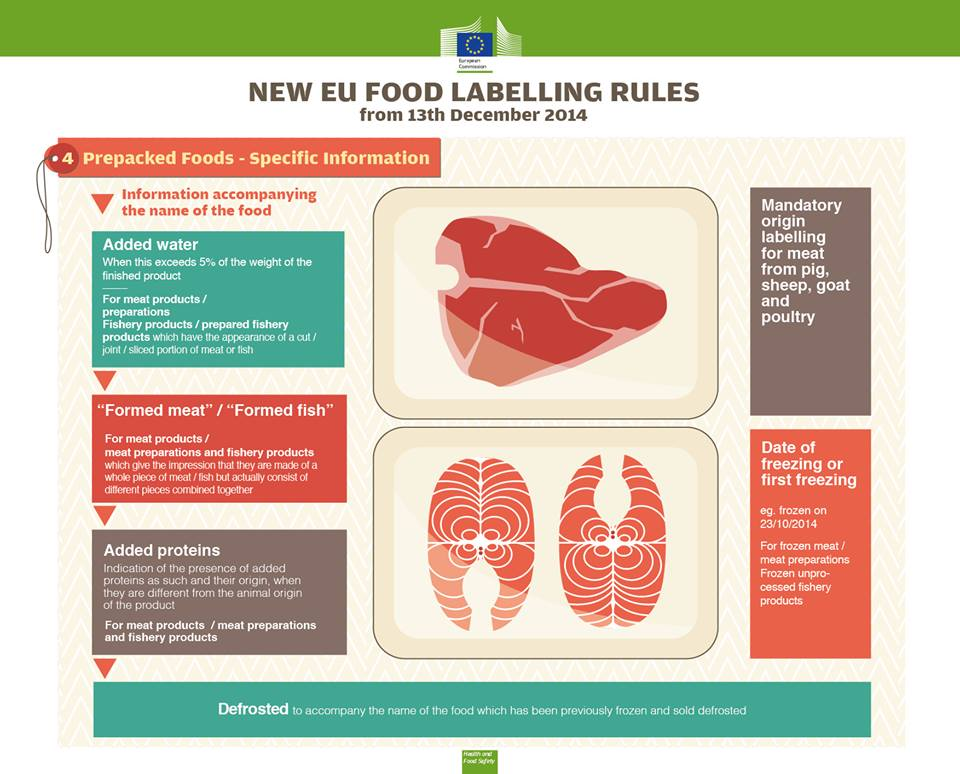 European
Commission
NEW EU FOOD LABELLING RULES
from 13th December 2014
4 Prepacked Foods - Specific Information
Information accompanying
the name of the food
Added water
When this exceeds 5% of the weight of the
finished product
For meat products /
preparations
Fishery products / prepared fishery
products which have the appearance of a cut /
joint / sliced portion of meat or fish
“Formed meat” / “Formed fish”
For meat products /
meat preparations and fishery products
which give the impression that they are made of a
whole piece of meat / fish but actually consist of
different pieces combined together
Added proteins
Indication of the presence of added
proteins as such and their origin, when
they are different from the animal origin
of the product
For meat products / meat preparations
and fishery products
Mandatory
origin
labelling
for meat
from pig,
sheep, goat
and
poultry
Date of
freezing or
first freezing
eg. frozen on
23/10/2014
For frozen meat /
meat preparations
Frozen unpro-
cessed fishery
products
Defrosted to accompany the name of the food which has been previously frozen and sold defrosted
Health and
Food Safety